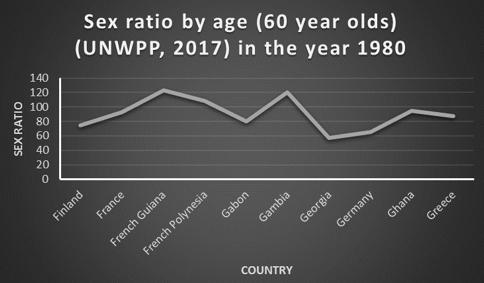 Sex ratio by age (60 year olds)
(UNWPP, 2017) in the year 1980
140
120
100
80
60
40
20
0
SEX RATIO
Finland
France
French Guiana
French Polynesia
Gabon
Gambia
Georgia
Germany
Ghana
Greece
COUNTRY